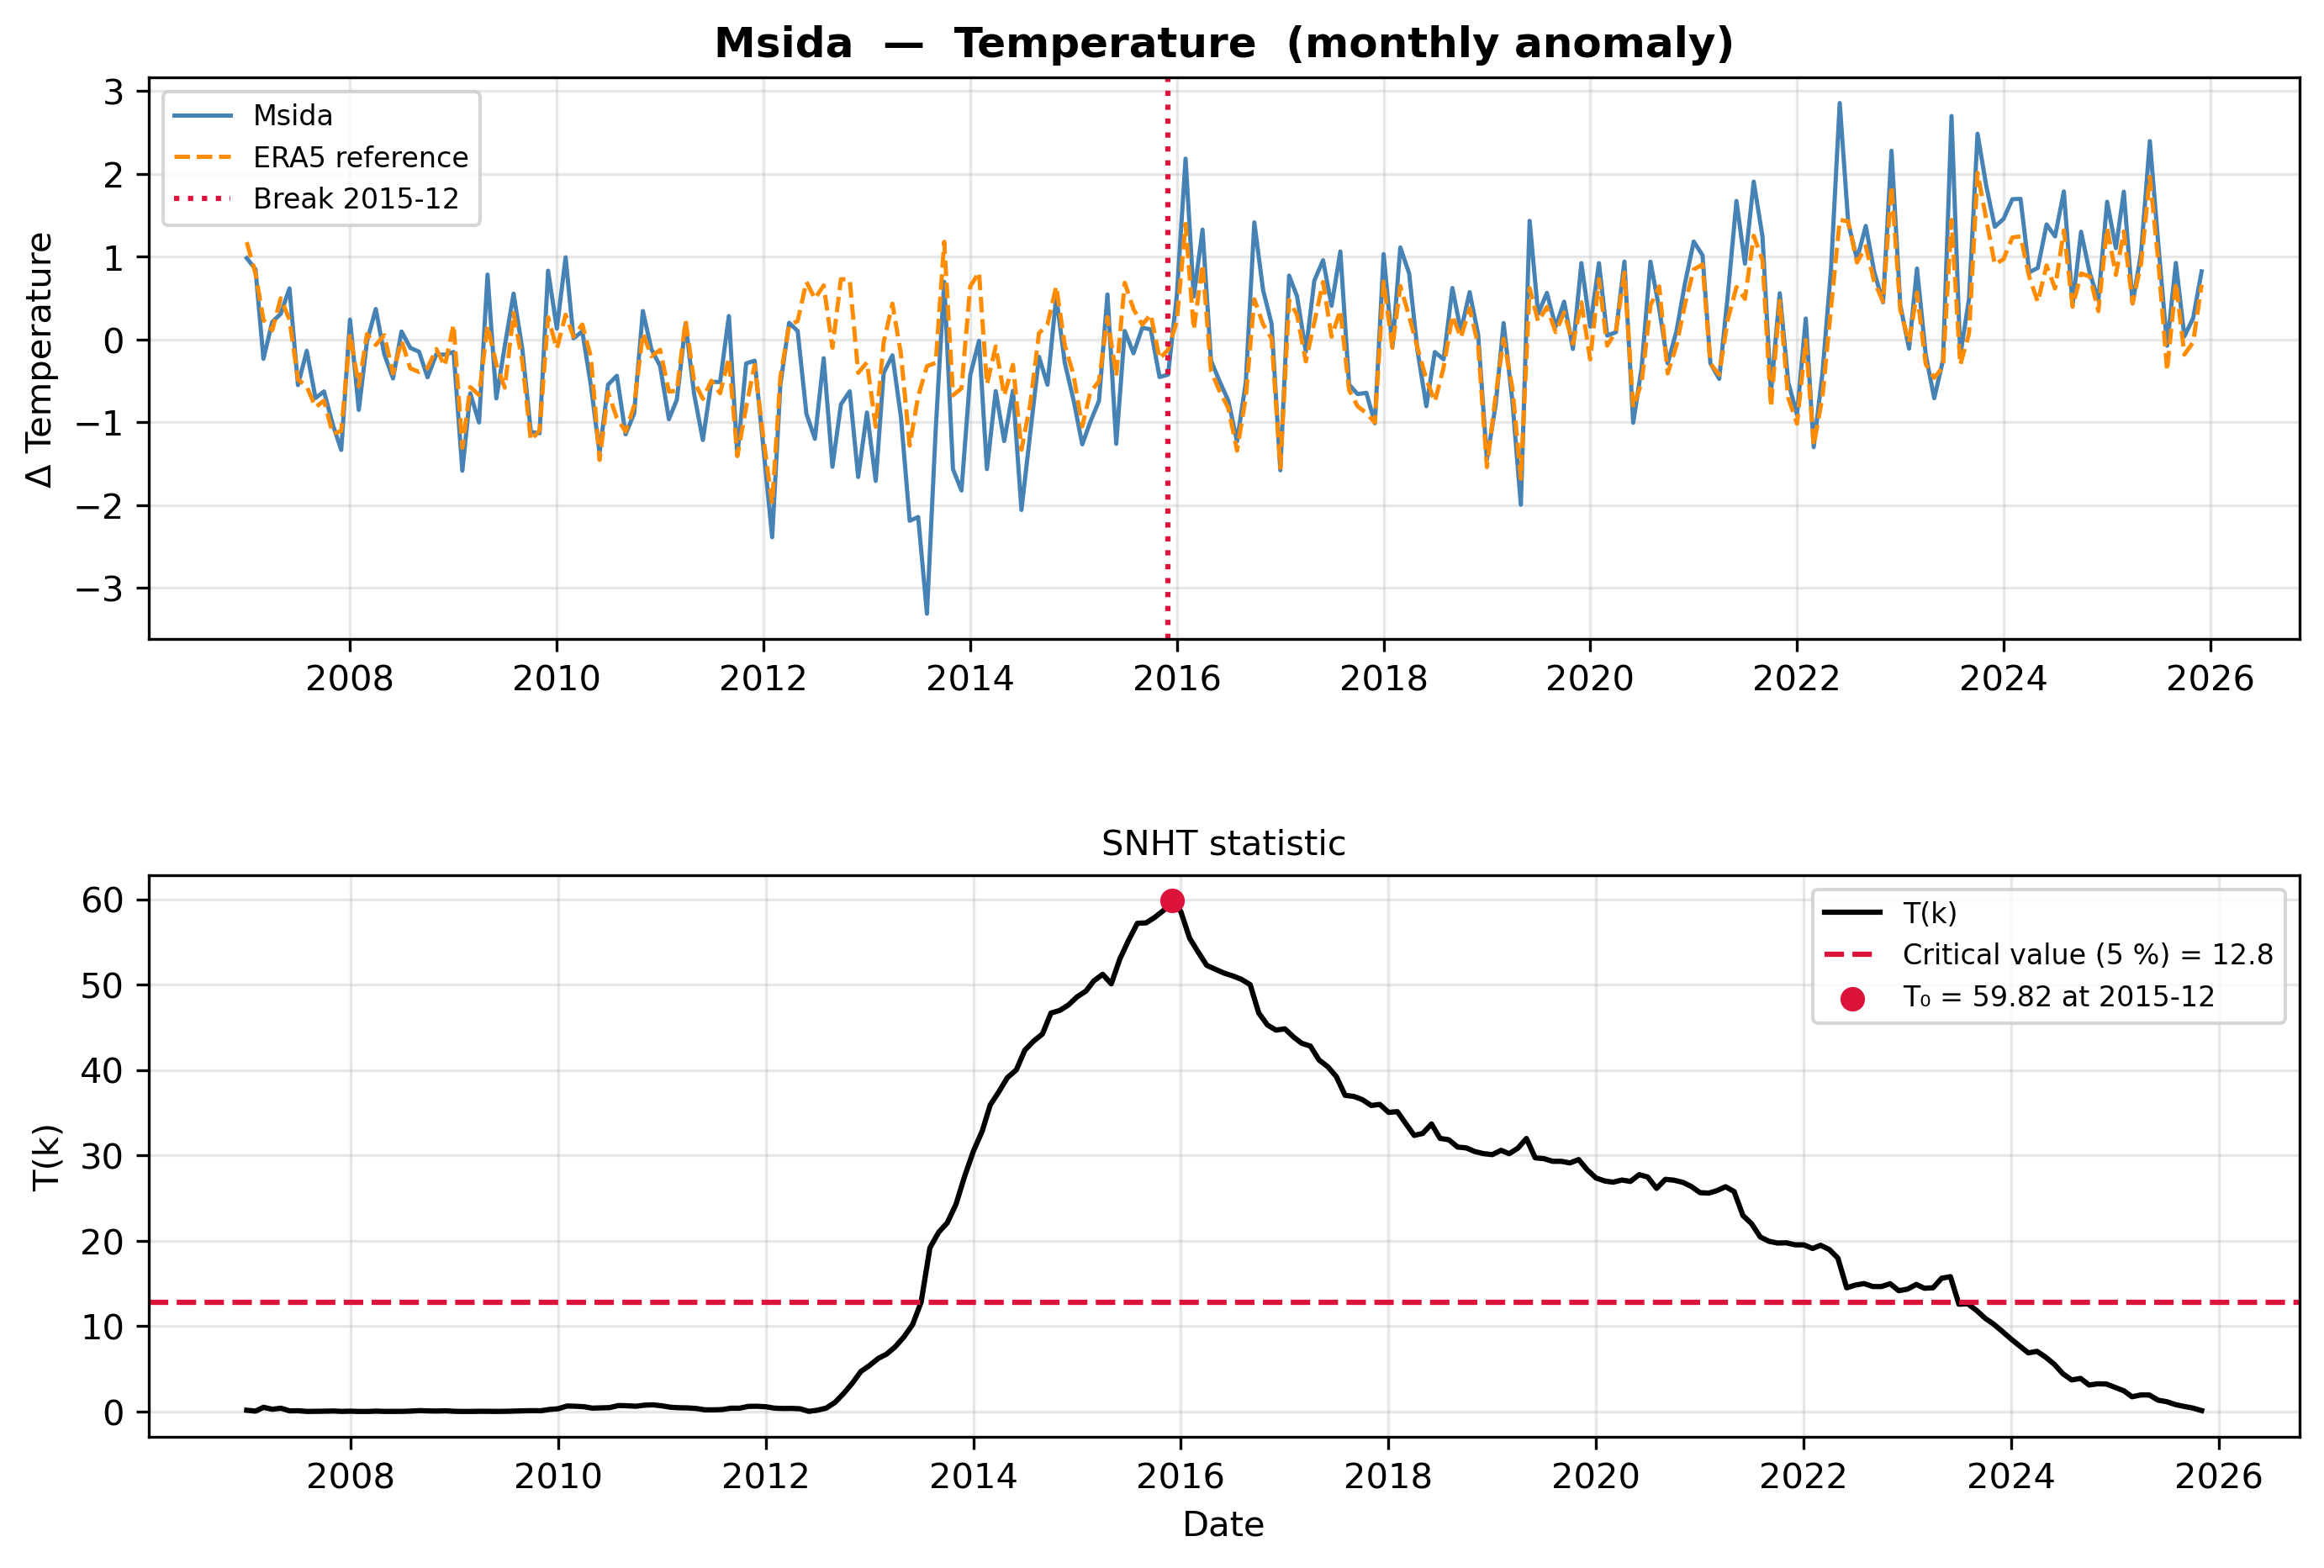 Msida — Temperature (monthly anomaly)
Δ Temperature
3
2
1
0
−1
−2
−3
Msida
ERA5 reference
Break 2015-12
2008 2010 2012 2014 2016 2018 2020 2022 2024 2026
SNHT statistic
T(k)
60
50
40
30
20
10
0
T(k)
Critical value (5 %) = 12.8
T₀ = 59.82 at 2015-12
2008 2010 2012 2014 2016 2018 2020 2022 2024 2026
Date